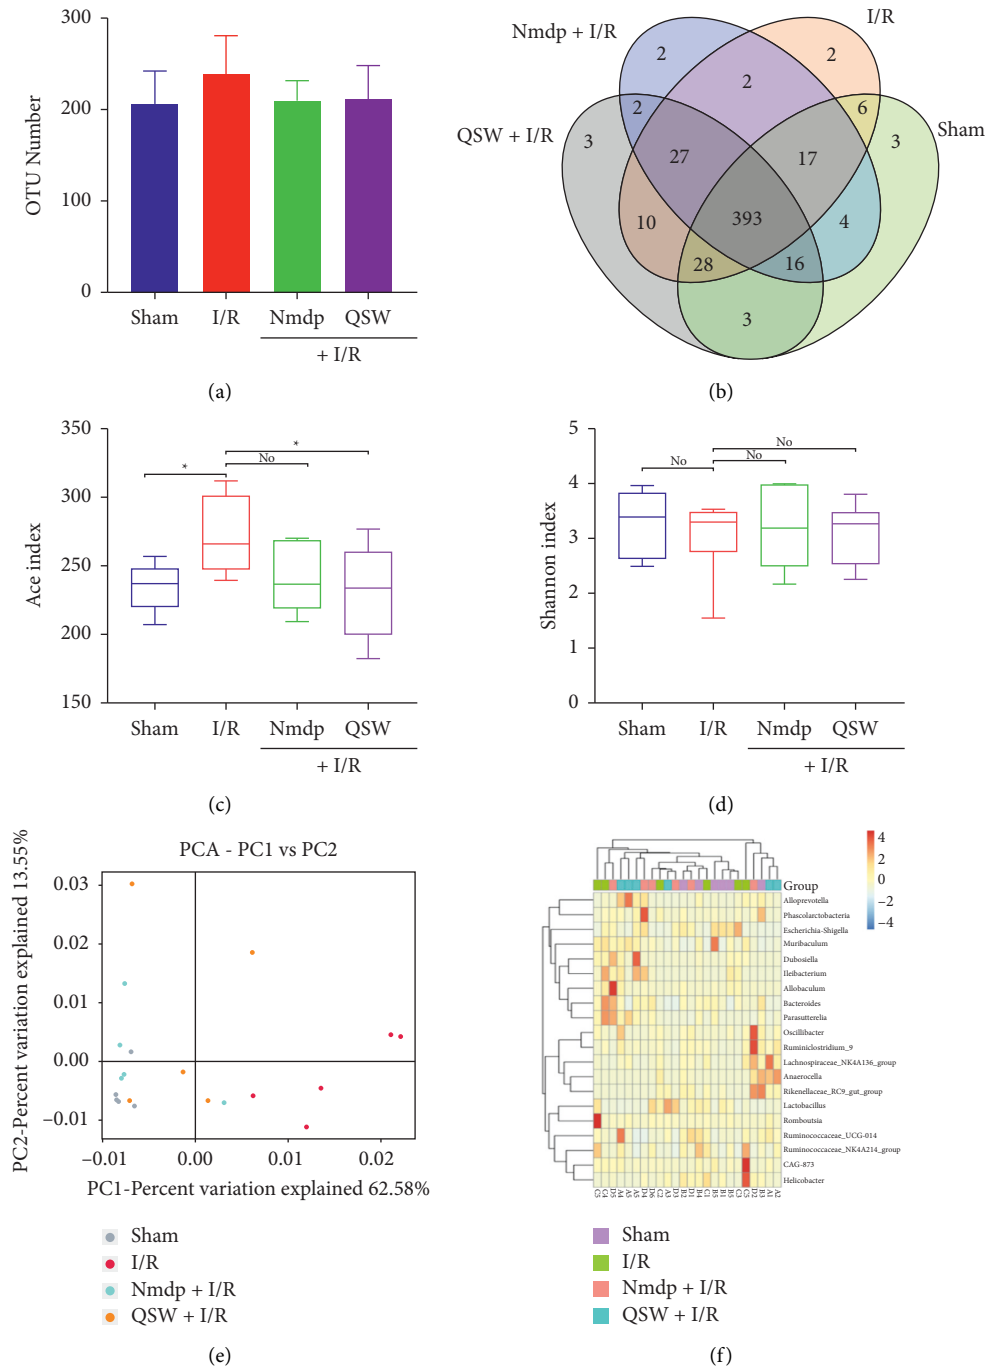 300
200
100
0
OTU Number
Sham
I/R
Nmdp
QSW
+ I/R
(a)
Nmdp + I/R
I/R
QSW + I/R
Sham
2
2
2
2
6
3
3
27
17
10
393
4
28
16
3
(b)
350
300
250
200
150
Ace index
*
No
*
Sham
I/R
Nmdp
QSW
+ I/R
(c)
5
4
3
2
1
0
Shannon index
No
No
No
Sham
I/R
Nmdp
QSW
+ I/R
(d)
PCA - PC1 vs PC2
PC2-Percent variation explained 13.55%
0.03
0.02
0.01
0.00
−0.01
−0.01
0.00
0.01
0.02
PC1-Percent variation explained 62.58%
Sham
I/R
Nmdp + I/R
QSW + I/R
(e)
4
2
0
−2
−4
Group
Alloprevotella
Phascolarctobacteria
Escherichia-Shigella
Muribaculum
Dubosiella
Ileibacterium
Allobaculum
Bacteroides
Parasutterelia
Oscillibacter
Ruminiclostridium_9
Lachnospiraceae_NK4A136_group
Anaerocella
Rikenellaceae_RC9_gut_group
Lactobacillus
Romboutsia
Ruminococcaceae_UCG-014
Ruminococcaceae_NK4A214_group
CAG-873
Helicobacter
Sham
I/R
Nmdp + I/R
QSW + I/R
(f)